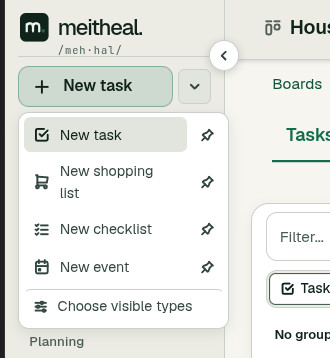 meitheal.
/meh·hal/
New task
New task
New shopping
list
New checklist
New event
Choose visible types
Planning
Hous
Boards
Tasks
Filter...
Task
No group